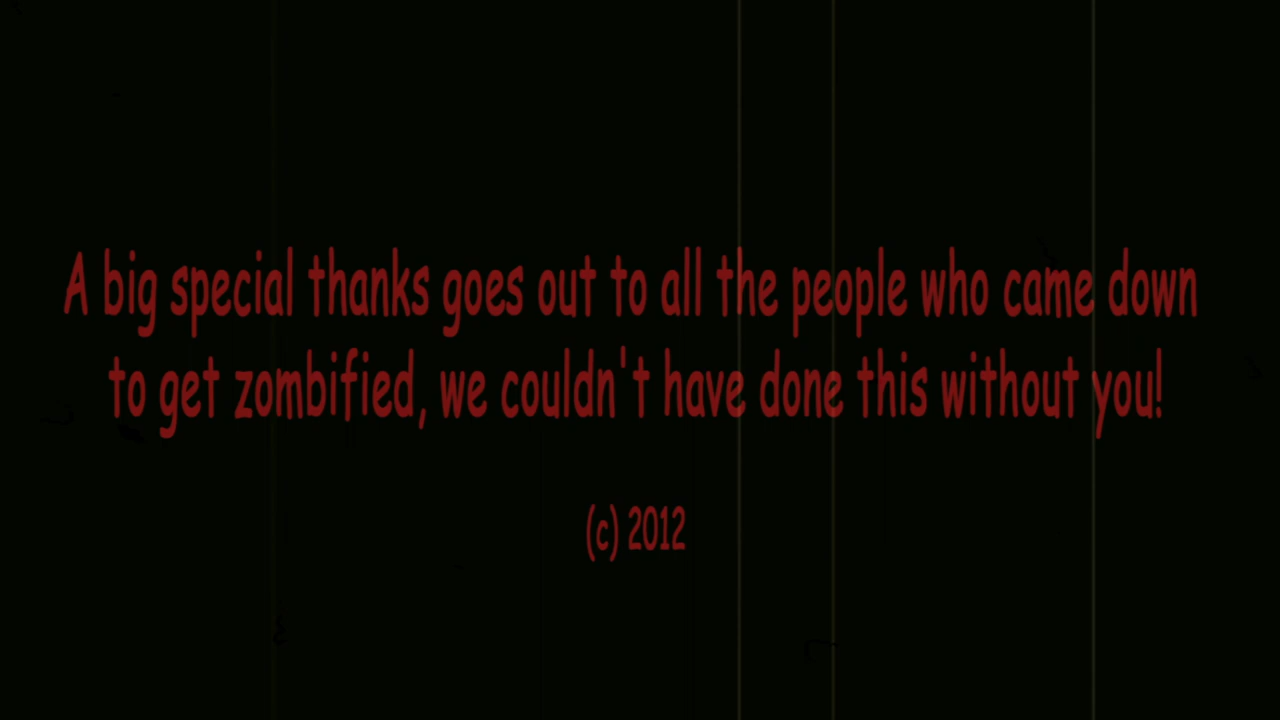 A big special thanks goes out to all the people who came down
to get zombified, we couldn't have done this without you!
(c) 2012